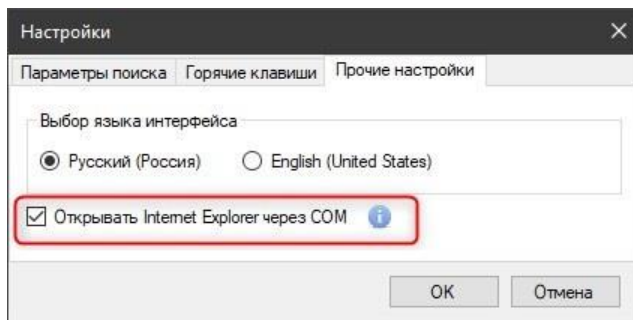 Настройки
Параметры поиска Горячие клавиши Прочие настройки
Выбор языка интерфейса
Русский (Россия) English (United States)
Открывать Internet Explorer через COM
OK Отмена